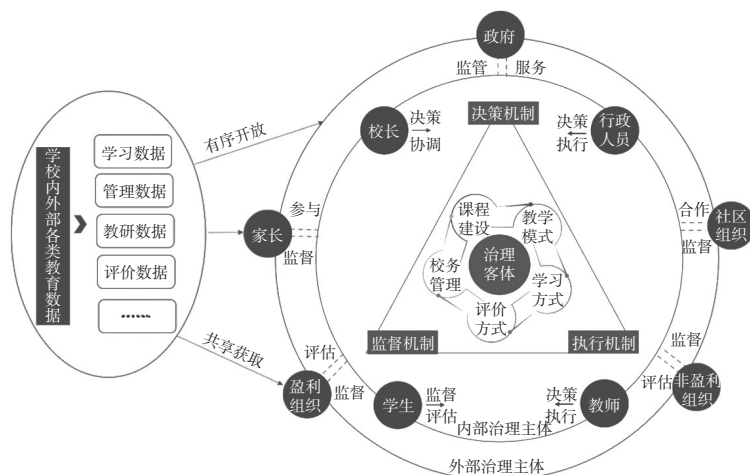 学校内外部各类教育数据
学习数据
管理数据
教研数据
评价数据
······
有序开放
共享获取
政府
监管
服务
校长
决策
协调
决策机制
决策
执行
行政
人员
家长
参与
监督
合作
监督
社区
组织
课程
建设
教学
模式
治理
客体
校务
管理
学习
方式
评价
方式
监督机制
执行机制
评估
监督
盈利
组织
监督
评估
非盈利
组织
学生
监督
评估
决策
执行
教师
内部治理主体
外部治理主体